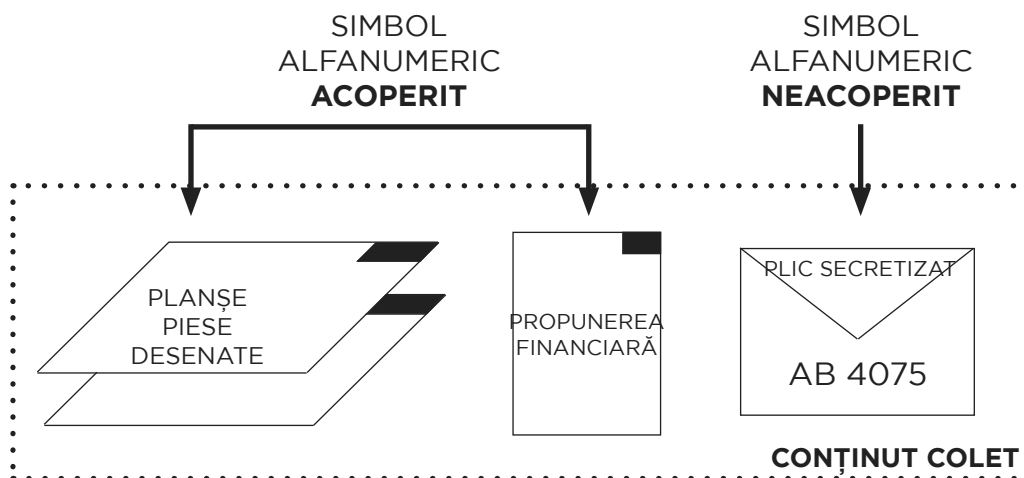 SIMBOL
ALFANUMERIC
ACOPERIT
SIMBOL
ALFANUMERIC
NEACOPERIT
PLANȘE
PIESE
DESENATE
PROPUNEREA
FINANCIARĂ
PLIC SECRETIZAT
AB 4075
CONȚINUT COLET